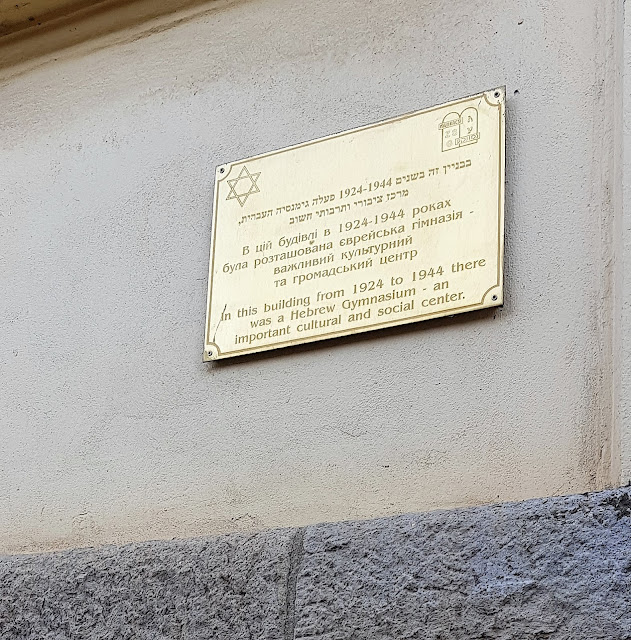 בבניין זה בשנים 1924-1944 פעלה גימנסיה העברית,
מרכז ציבורי ותרבותי חשוב
В цій будівлі в 1924-1944 роках
була розташована єврейська гімназія -
важливий культурний
та громадський центр
In this building from 1924 to 1944 there
was a Hebrew Gymnasium - an
important cultural and social center.